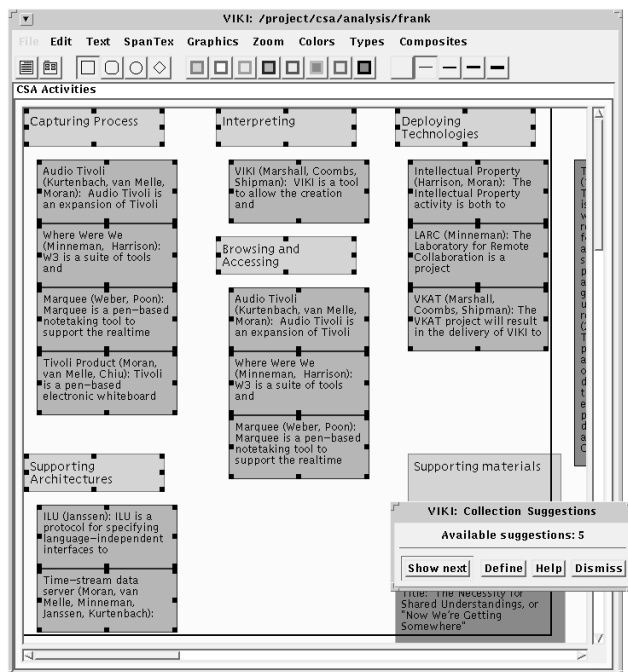 VIKI: /project/csa/analysis/frank
File Edit Text SpanTex Graphics Zoom Colors Types Composites
CSA Activities
Capturing Process
Audio Tivoli
(Kurtenbach, van Melle,
Moran): Audio Tivoli is
an expansion of Tivoli
Where Were We
(Minneman, Harrison):
W3 is a suite of tools
and
Marquee (Weber, Poon):
Marquee is a pen-based
notetaking tool to
support the realtime
Tivoli Product (Moran,
van Melle, Chiu): Tivoli
is a pen-based
electronic whiteboard
Supporting
Architectures
ILU (Janssen): ILU is a
protocol for specifying
language-independent
interfaces to
Time-stream data
server (Moran, van
Melle, Minneman,
Janssen, Kurtenbach):
Interpreting
VIKI (Marshall, Coombs,
Shipman): VIKI is a tool
to allow the creation
and
Browsing and
Accessing
Audio Tivoli
(Kurtenbach, van Melle,
Moran): Audio Tivoli is
an expansion of Tivoli
Where Were We
(Minneman, Harrison):
W3 is a suite of tools
and
Marquee (Weber, Poon):
Marquee is a pen-based
notetaking tool to
support the realtime
Deploying
Technologies
Intellectual Property
(Harrison, Moran): The
Intellectual Property
activity is both to
LARC (Minneman): The
Laboratory for Remote
Collaboration is a
project
VKAT (Marshall,
Coombs, Shipman): The
VKAT project will result
in the delivery of VIKI to
Supporting materials
VIKI: Collection Suggestions
Available suggestions: 5
Show next Define Help Dismiss
Title: "The Necessity for
Shared Understandings, or
"Now We're Getting
Somewhere"